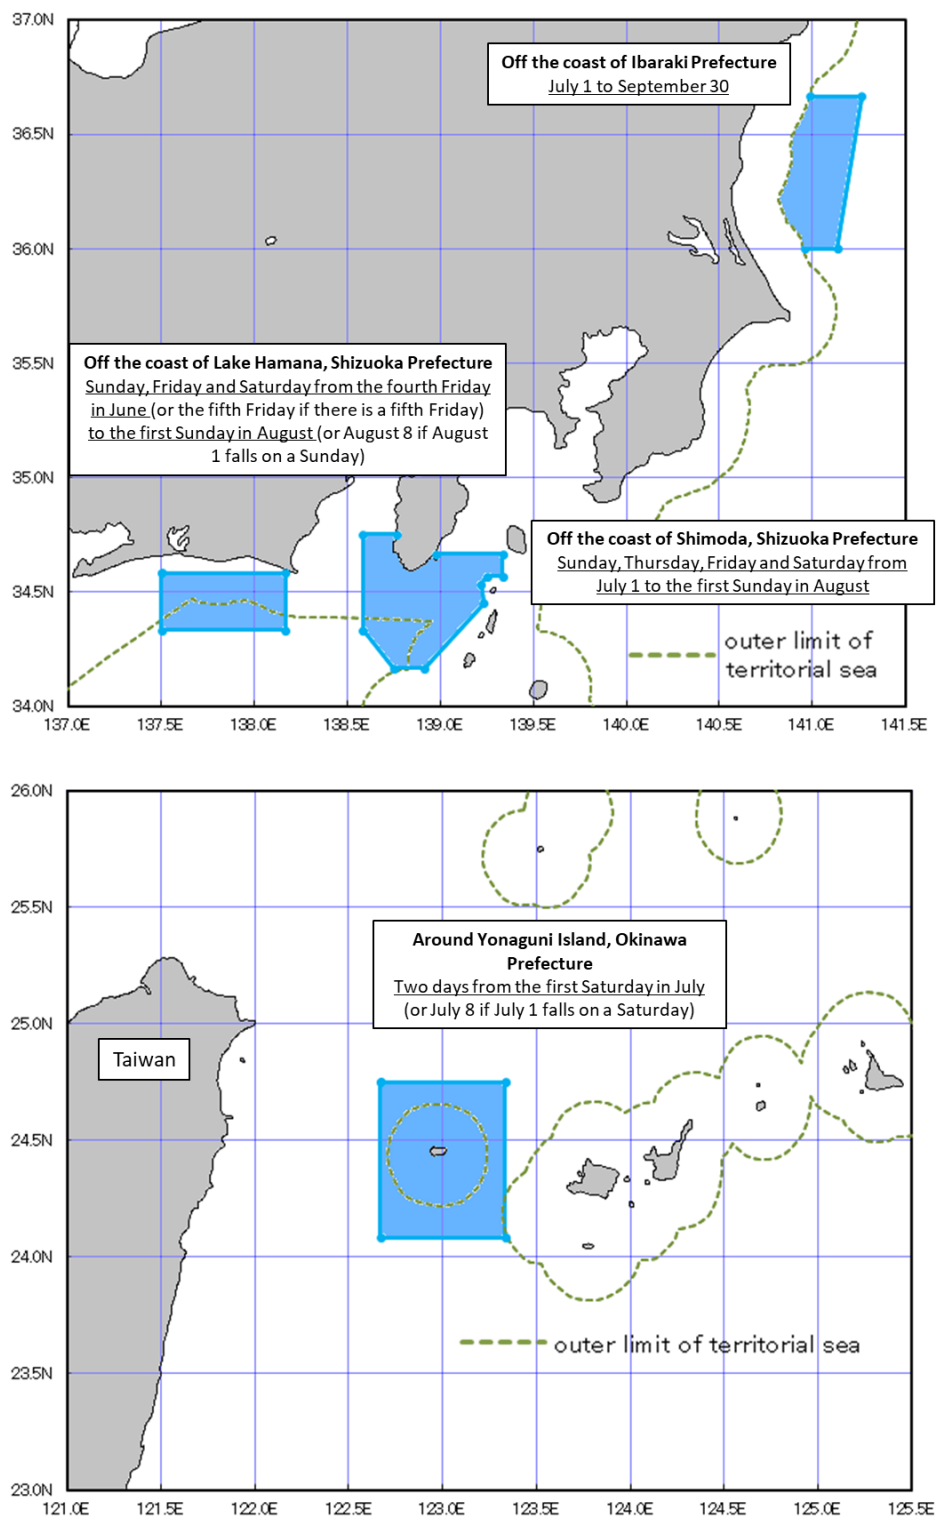 37.0N
Off the coast of Ibaraki Prefecture
July 1 to September 30
36.5N
36.0N
35.5N
Off the coast of Lake Hamana, Shizuoka Prefecture
Sunday, Friday and Saturday from the fourth Friday
in June (or the fifth Friday if there is a fifth Friday)
to the first Sunday in August (or August 8 if August
1 falls on a Sunday)
35.0N
Off the coast of Shimoda, Shizuoka Prefecture
Sunday, Thursday, Friday and Saturday from
July 1 to the first Sunday in August
34.5N
outer limit of
territorial sea
34.0N
137.0E 137.5E 138.0E 138.5E 139.0E 139.5E 140.0E 140.5E 141.0E 141.5E
26.0N
25.5N
Around Yonaguni Island, Okinawa
Prefecture
Two days from the first Saturday in July
(or July 8 if July 1 falls on a Saturday)
25.0N
Taiwan
24.5N
24.0N
outer limit of territorial sea
23.5N
23.0N
121.0E 121.5E 122.0E 122.5E 123.0E 123.5E 124.0E 124.5E 125.0E 125.5E